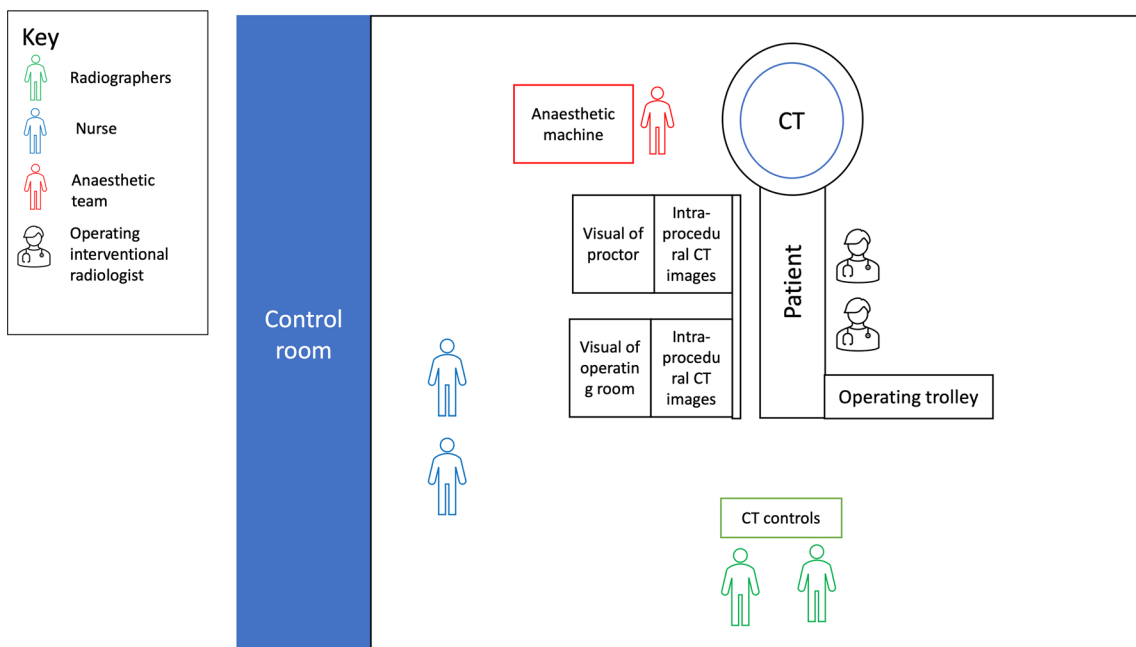 Key
Radiographers
Nurse
Anaesthetic
team
Operating
interventional
radiologist
Control
room
Anaesthetic
machine
CT
Visual of
proctor
Intra-
procedu
ral CT
images
Visual of
operatin
g room
Intra-
procedu
ral CT
images
Patient
Operating trolley
CT controls